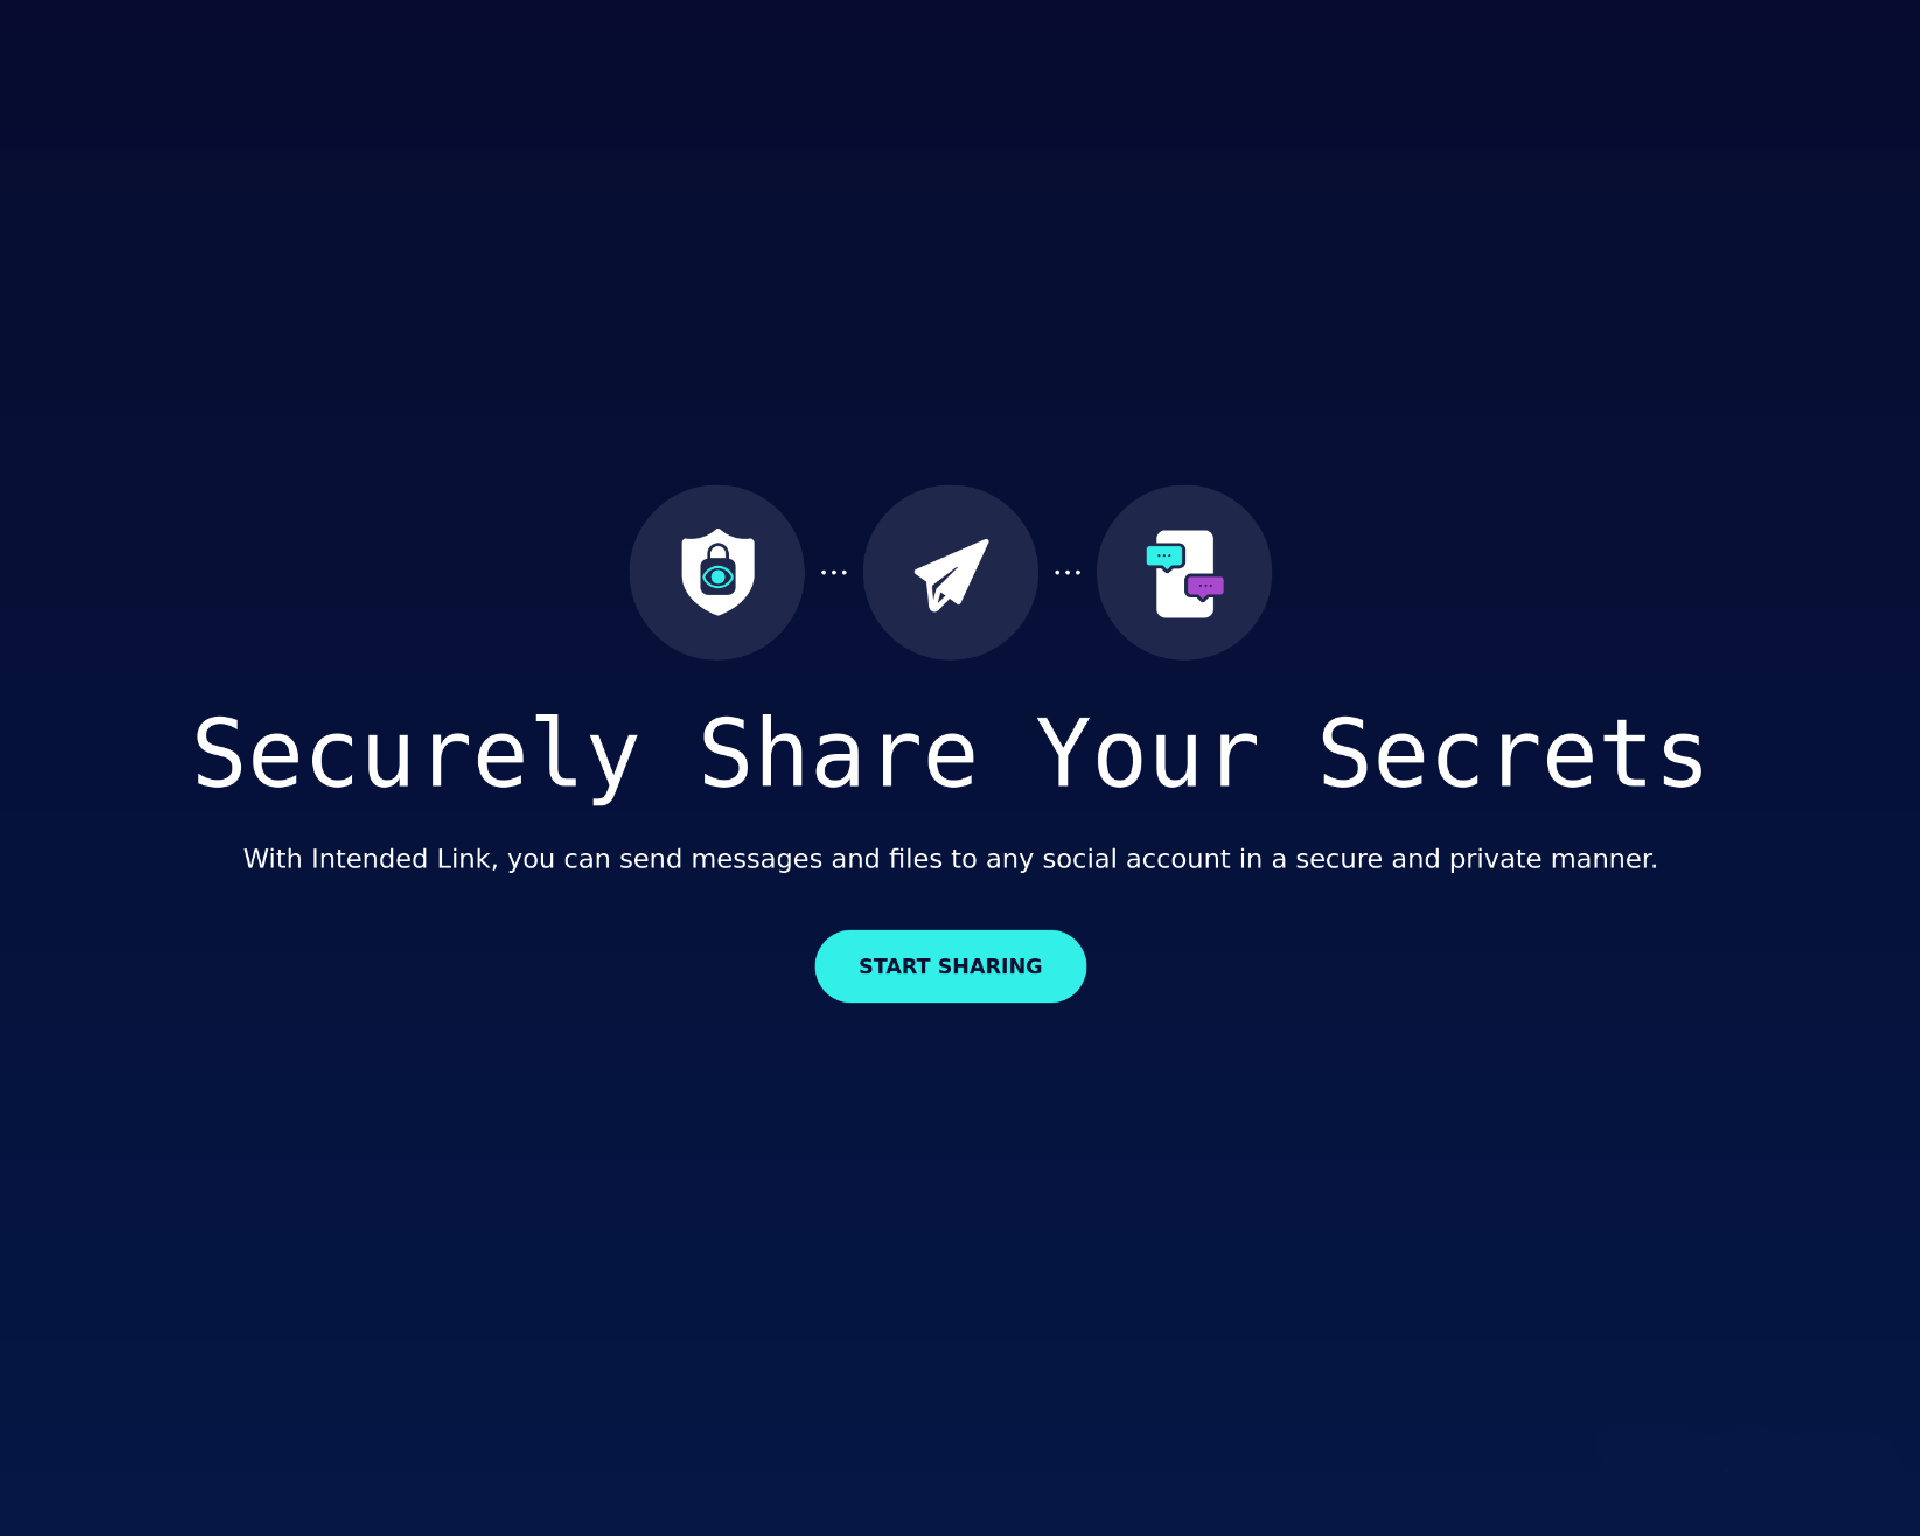 Securely Share Your Secrets
With Intended Link, you can send messages and files to any social account in a secure and private manner.
START SHARING